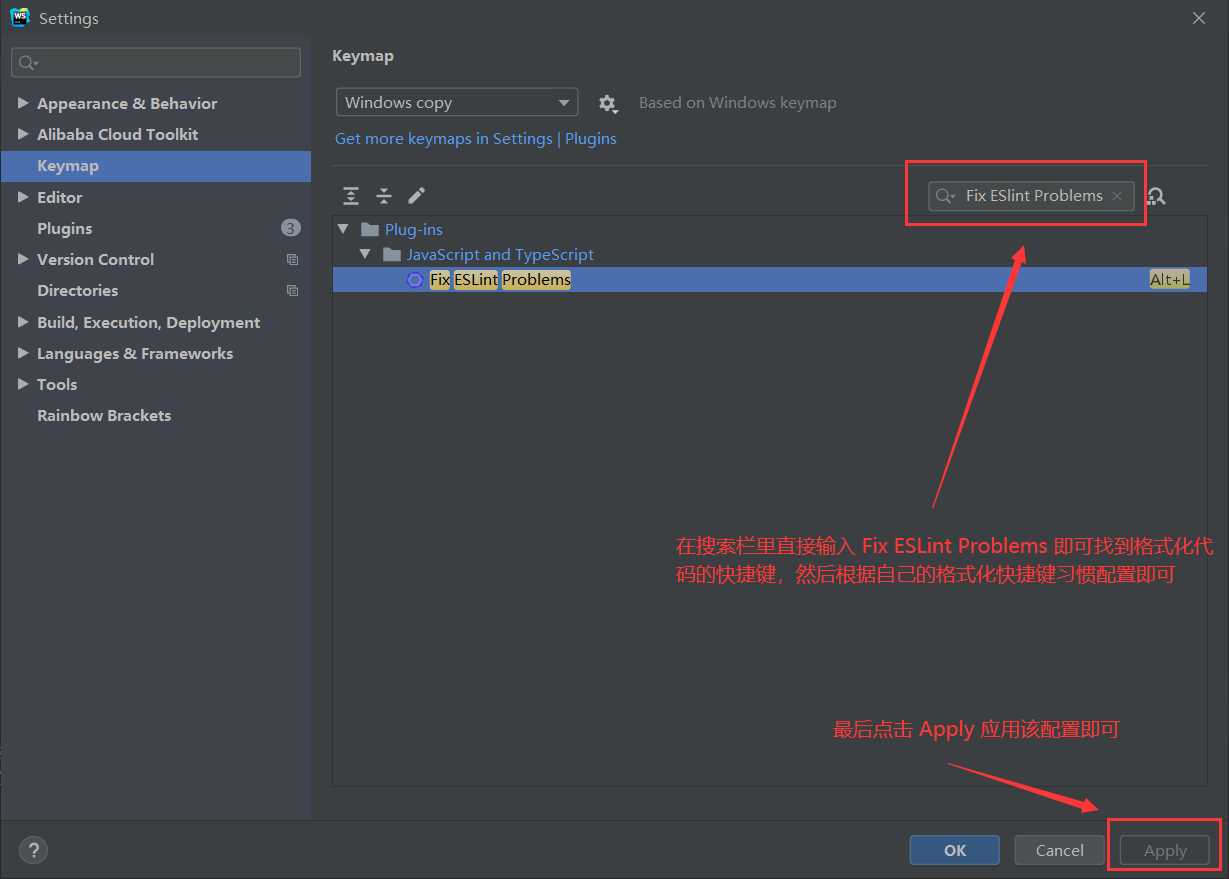 WS
Settings
Appearance & Behavior
Alibaba Cloud Toolkit
Keymap
Editor
Plugins
3
Version Control
Directories
Build, Execution, Deployment
Languages & Frameworks
Tools
Rainbow Brackets
Keymap
Windows copy
Based on Windows keymap
Get more keymaps in Settings | Plugins
Fix ESlint Problems
Plug-ins
JavaScript and TypeScript
Fix ESLint Problems
Alt+L
在搜索栏里直接输入 Fix ESLint Problems 即可找到格式化代
码的快捷键，然后根据自己的格式化快捷键习惯配置即可
最后点击 Apply 应用该配置即可
?
OK
Cancel
Apply